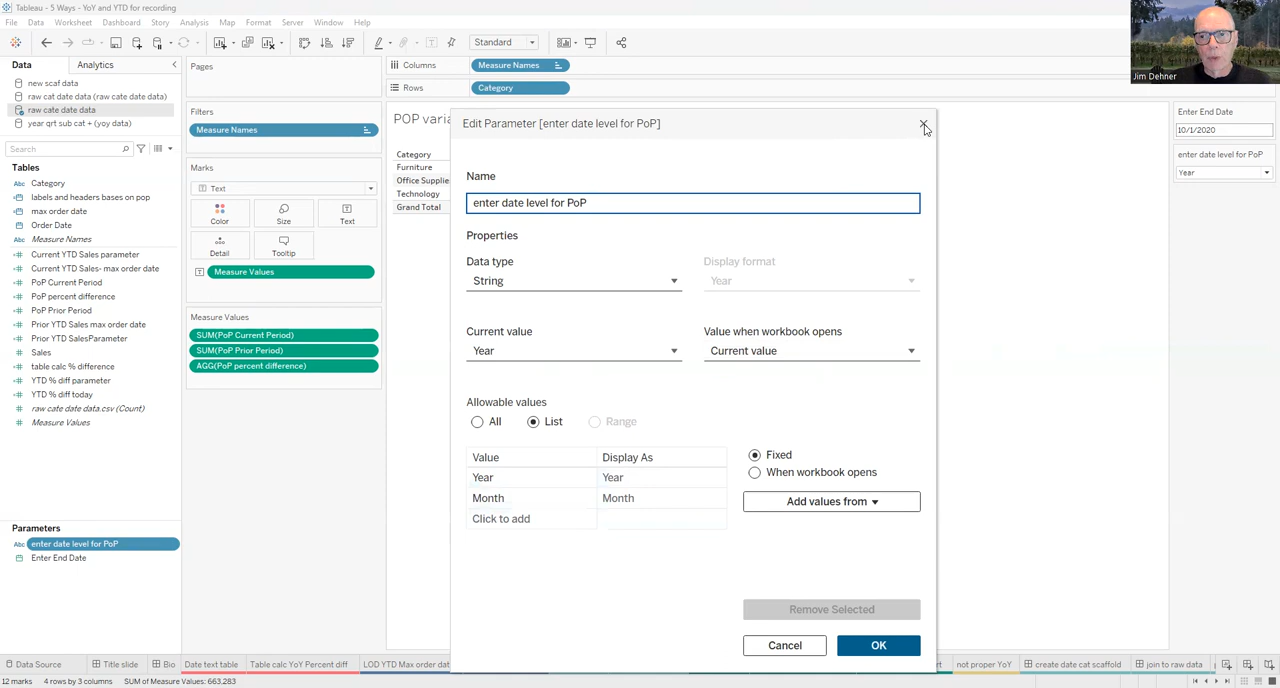 Tableau - 5 Ways - YoY and YTD for recording
File Data Worksheet Dashboard Story Analysis Map Format Server Window Help
Standard
Jim Dehner
Data Analytics
new scaf data
raw cat date data (raw cate date data)
raw cate date data
year qrt sub cat + (yoy data)
Search
Tables
Abc Category
labels and headers bases on pop
max order date
Order Date
Abc Measure Names
Current YTD Sales parameter
Current YTD Sales- max order date
PoP Current Period
PoP percent difference
PoP Prior Period
Prior YTD Sales max order date
Prior YTD SalesParameter
Sales
table calc % difference
YTD % diff parameter
YTD % diff today
raw cate date data.csv (Count)
Measure Values
Parameters
Abc enter date level for PoP
Enter End Date
Pages
Filters
Measure Names
Marks
Text
Color Size Text
Detail Tooltip
Measure Values
Measure Values
SUM(PoP Current Period)
SUM(PoP Prior Period)
AGG(PoP percent difference)
Columns Measure Names
Rows Category
POP varia
Category
Furniture
Office Supplie
Technology
Grand Total
Edit Parameter [enter date level for PoP]
Name
enter date level for PoP
Properties
Data type Display format
String Year
Current value Value when workbook opens
Year Current value
Allowable values
All List Range
Value Display As
Year Year
Month Month
Click to add
Fixed
When workbook opens
Add values from
Remove Selected
Cancel OK
Enter End Date
10/1/2020
enter date level for PoP
Year
Data Source Title slide Bio Date text table Table calc YoY Percent diff LOD YTD Max order dat rt not proper YoY create date cat scaffold join to raw data
12 marks 4 rows by 3 columns SUM of Measure Values: 663,283